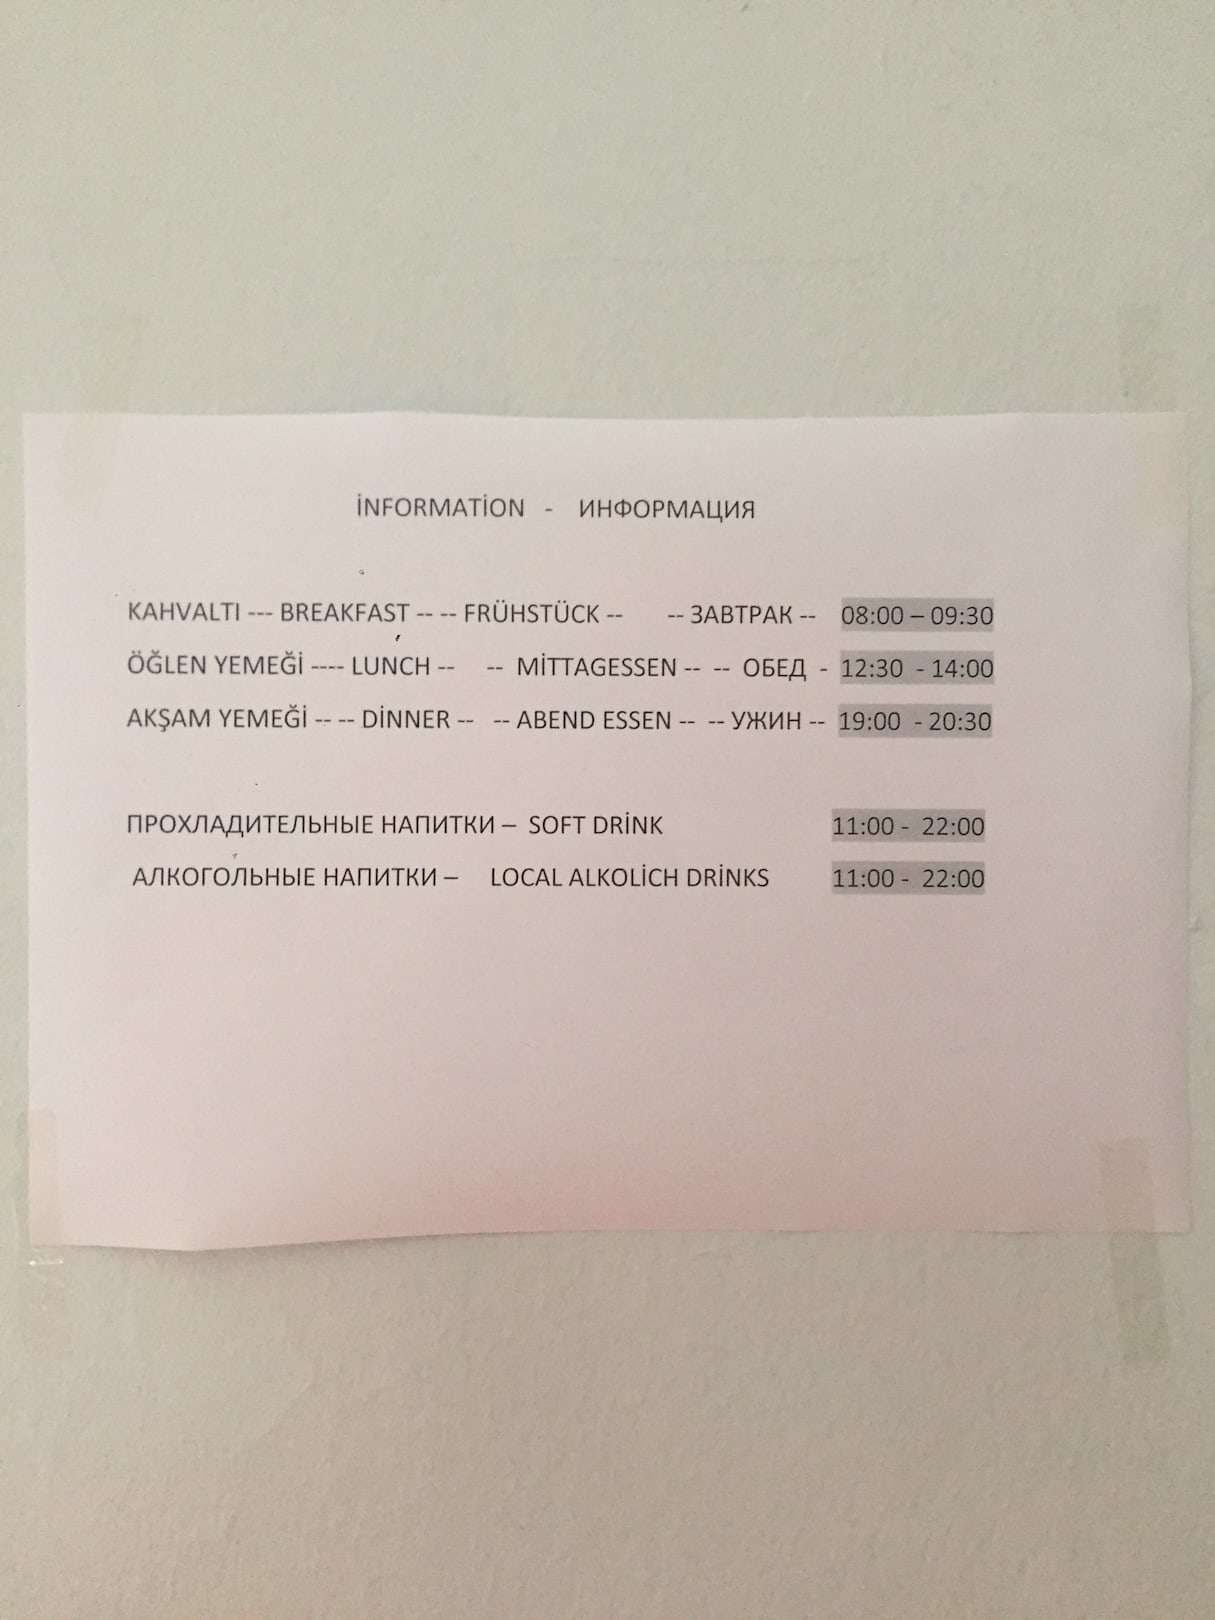 İNFORMATİON - ИНФОРМАЦИЯ
KAHVALTI --- BREAKFAST -- -- FRÜHSTÜCK -- -- ЗАВТРАК -- 08:00 – 09:30
ÖĞLEN YEMEĞİ ---- LUNCH -- -- MİTTAGESSEN -- -- ОБЕД - 12:30 - 14:00
AKŞAM YEMEĞİ -- -- DİNNER -- -- ABEND ESSEN -- -- УЖИН -- 19:00 - 20:30
ПРОХЛАДИТЕЛЬНЫЕ НАПИТКИ – SOFT DRİNK 11:00 - 22:00
АЛКОГОЛЬНЫЕ НАПИТКИ – LOCAL ALKOLİCH DRİNKS 11:00 - 22:00